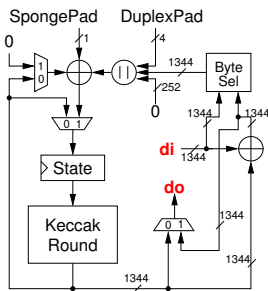 SpongePad DuplexPad
0 1 4
1 0 || 1344 Byte Sel
252
0 1 0 1344 1344
di 1344
State do
Keccak Round 0 1 1344
1344
1344